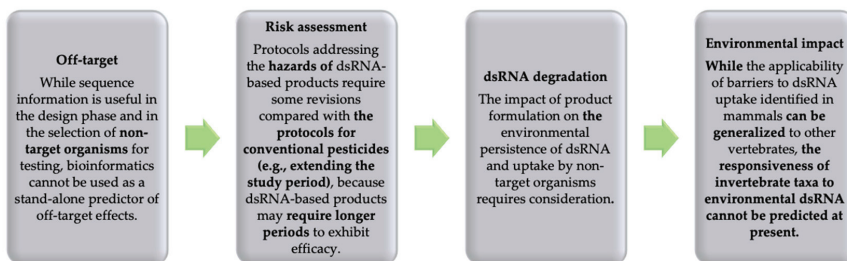 Off-target
While sequence
information is useful in
the design phase and in
the selection of non-
target organisms for
testing, bioinformatics
cannot be used as a
stand-alone predictor of
off-target effects.
Risk assessment
Protocols addressing
the hazards of dsRNA-
based products require
some revisions
compared with the
protocols for
conventional pesticides
(e.g., extending the
study period), because
dsRNA-based products
may require longer
periods to exhibit
efficacy.
dsRNA degradation
The impact of product
formulation on the
environmental
persistence of dsRNA
and uptake by non-
target organisms
requires consideration.
Environmental impact
While the applicability
of barriers to dsRNA
uptake identified in
mammals can be
generalized to other
vertebrates, the
responsiveness of
invertebrate taxa to
environmental dsRNA
cannot be predicted at
present.